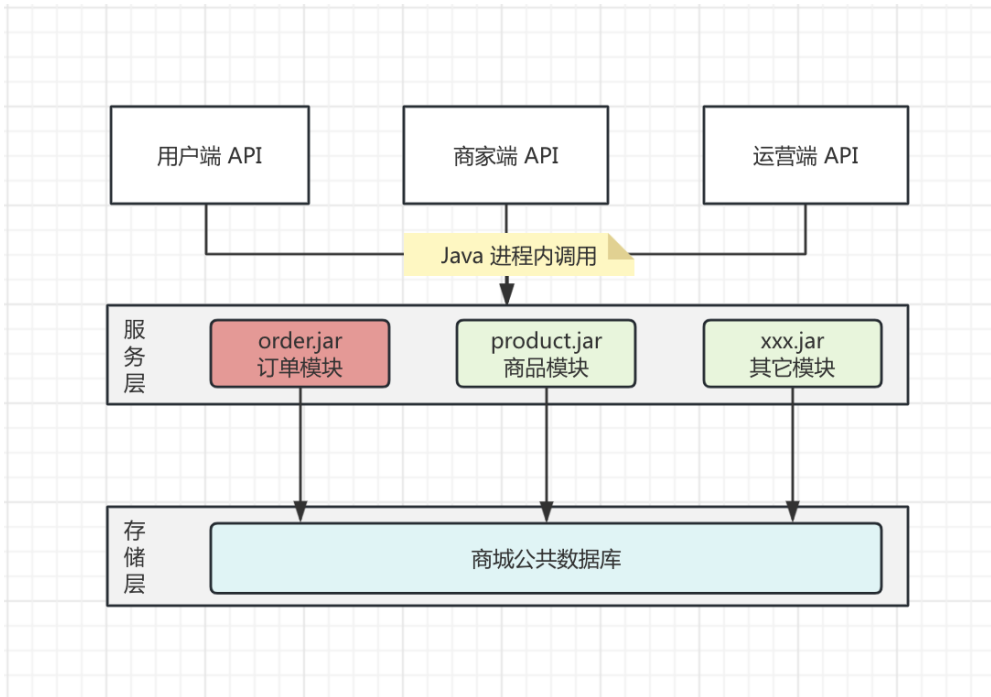 用户端 API
商家端 API
运营端 API
Java 进程内调用
服务层
order.jar
订单模块
product.jar
商品模块
xxx.jar
其它模块
存储层
商城公共数据库